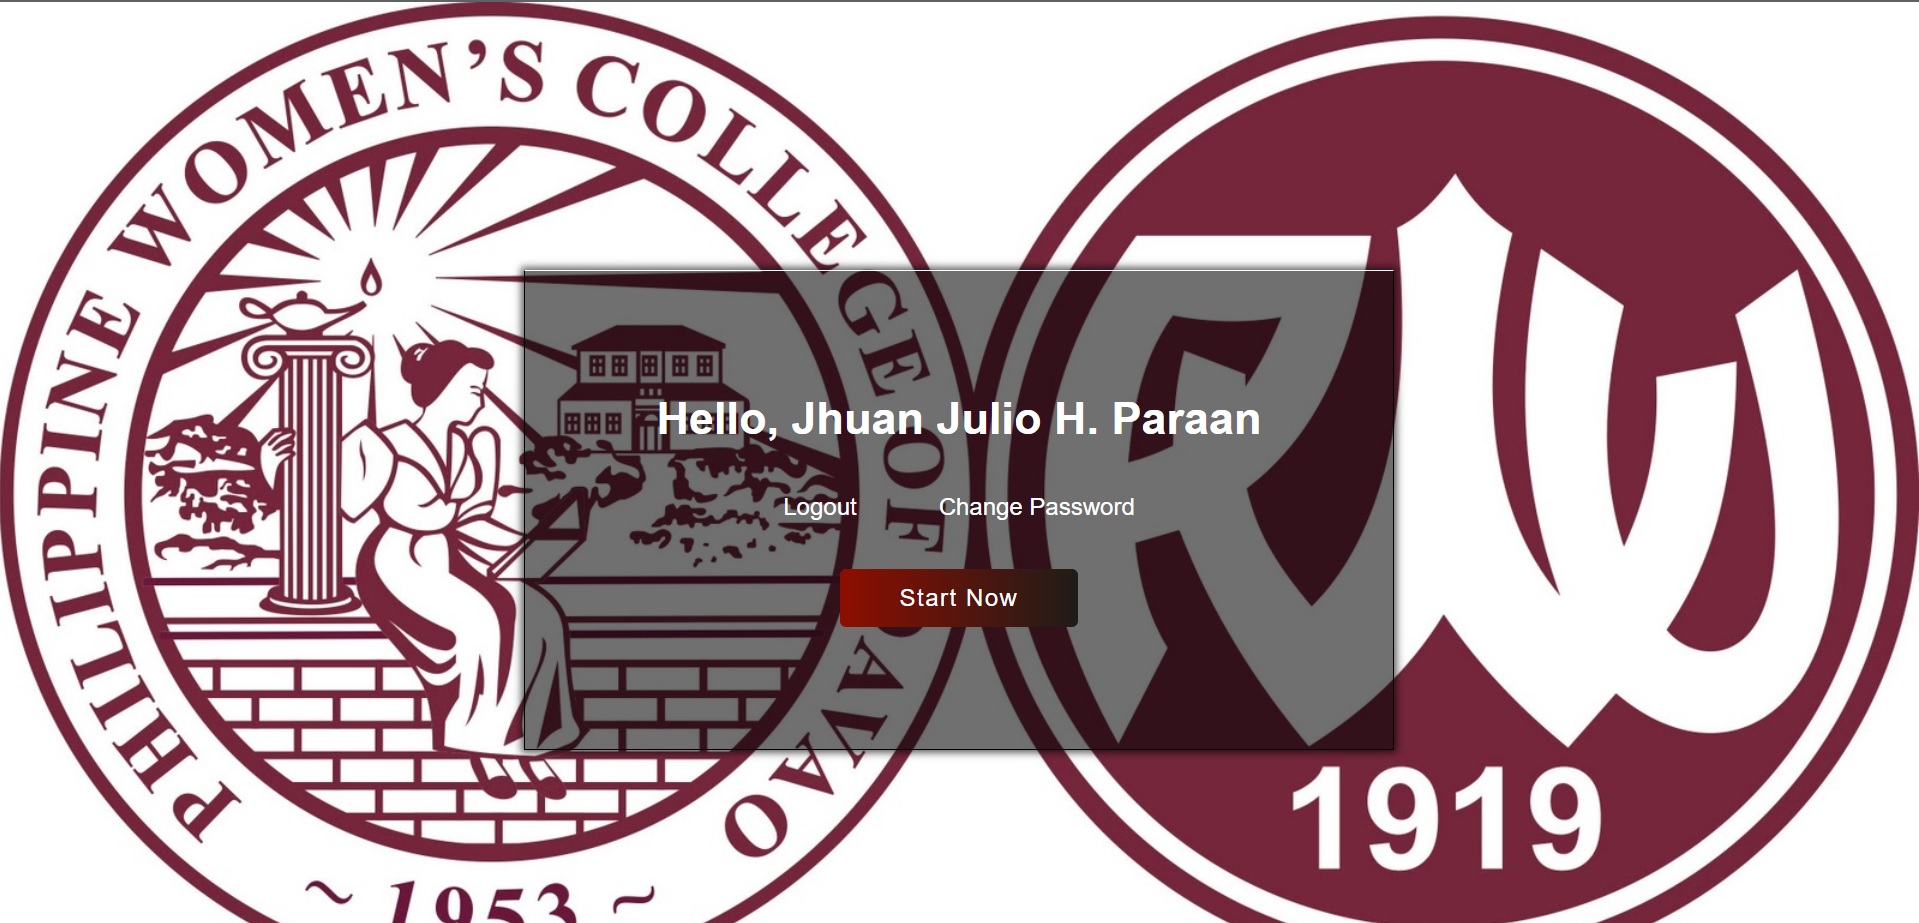 PHILIPPINE WOMEN'S COLLEGE OF DAVAO
~ 1953 ~
1919
Hello, Jhuan Julio H. Paraan
Logout Change Password
Start Now